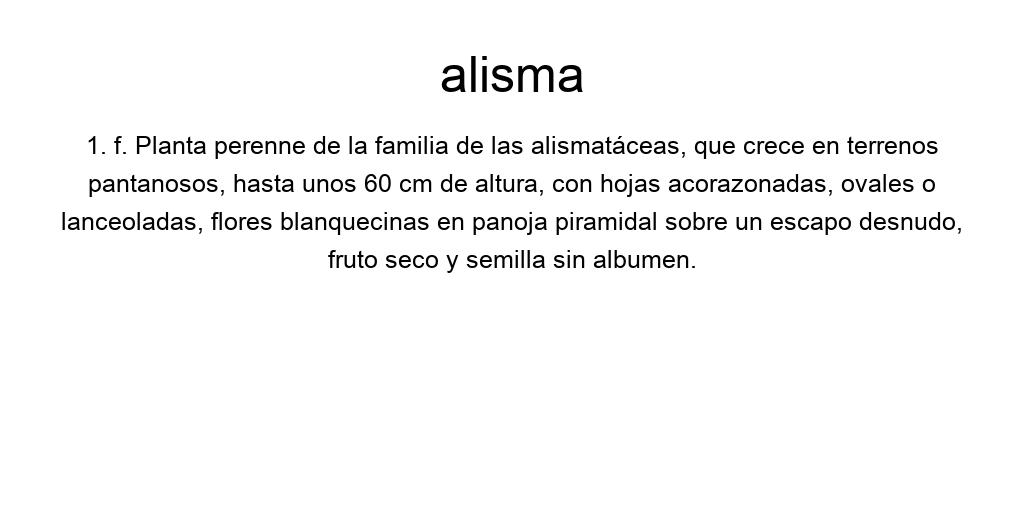 alisma
1. f. Planta perenne de la familia de las alismatáceas, que crece en terrenos
pantanosos, hasta unos 60 cm de altura, con hojas acorazonadas, ovales o
lanceoladas, flores blanquecinas en panoja piramidal sobre un escapo desnudo,
fruto seco y semilla sin albumen.